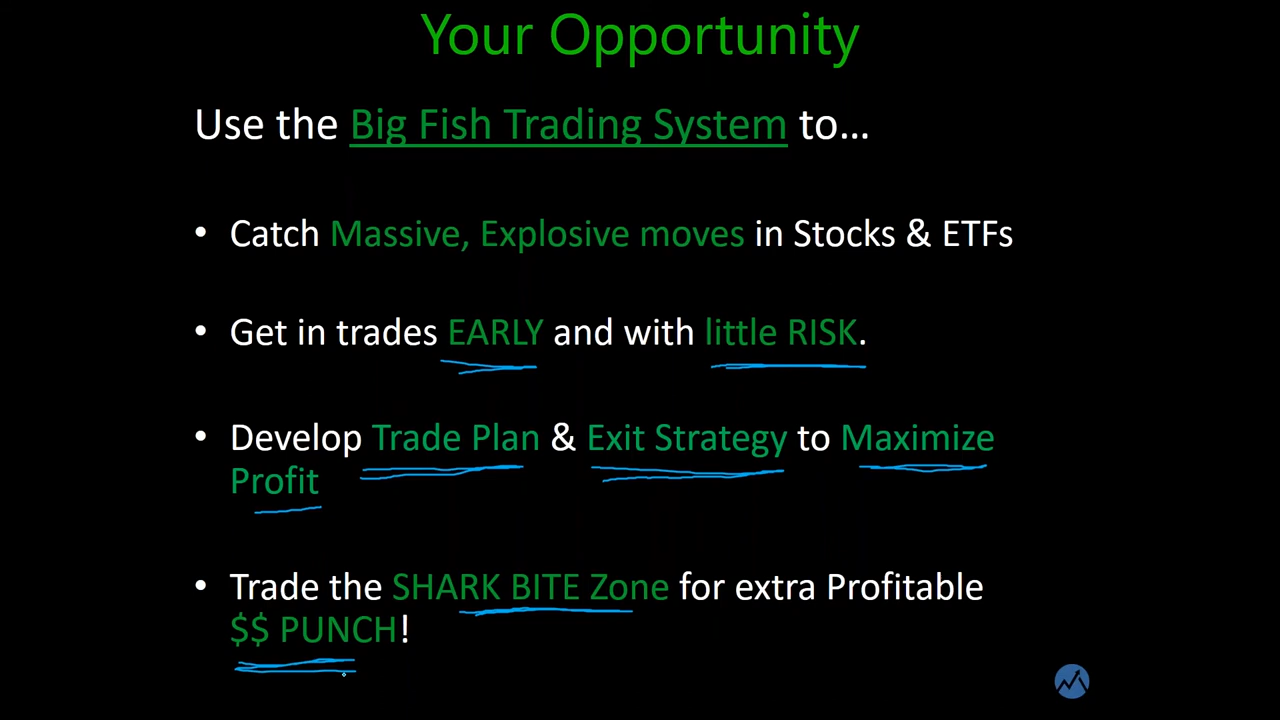 Your Opportunity
Use the Big Fish Trading System to...
• Catch Massive, Explosive moves in Stocks & ETFs
• Get in trades EARLY and with little RISK.
• Develop Trade Plan & Exit Strategy to Maximize
Profit
• Trade the SHARK BITE Zone for extra Profitable
$$ PUNCH!